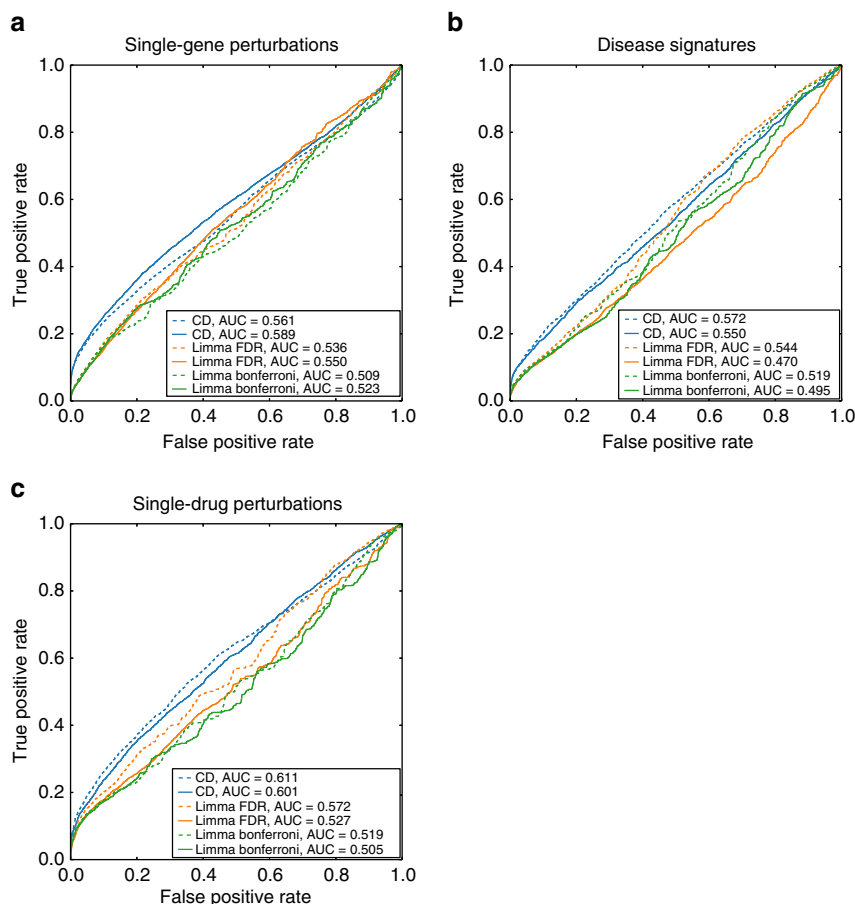 a
Single-gene perturbations
1.0
0.8
0.6
0.4
0.2
0.0
True positive rate
CD, AUC = 0.561
CD, AUC = 0.589
Limma FDR, AUC = 0.536
Limma FDR, AUC = 0.550
Limma bonferroni, AUC = 0.509
Limma bonferroni, AUC = 0.523
0.0 0.2 0.4 0.6 0.8 1.0
False positive rate
b
Disease signatures
1.0
0.8
0.6
0.4
0.2
0.0
True positive rate
CD, AUC = 0.572
CD, AUC = 0.550
Limma FDR, AUC = 0.544
Limma FDR, AUC = 0.470
Limma bonferroni, AUC = 0.519
Limma bonferroni, AUC = 0.495
0.0 0.2 0.4 0.6 0.8 1.0
False positive rate
c
Single-drug perturbations
1.0
0.8
0.6
0.4
0.2
0.0
True positive rate
CD, AUC = 0.611
CD, AUC = 0.601
Limma FDR, AUC = 0.572
Limma FDR, AUC = 0.527
Limma bonferroni, AUC = 0.519
Limma bonferroni, AUC = 0.505
0.0 0.2 0.4 0.6 0.8 1.0
False positive rate